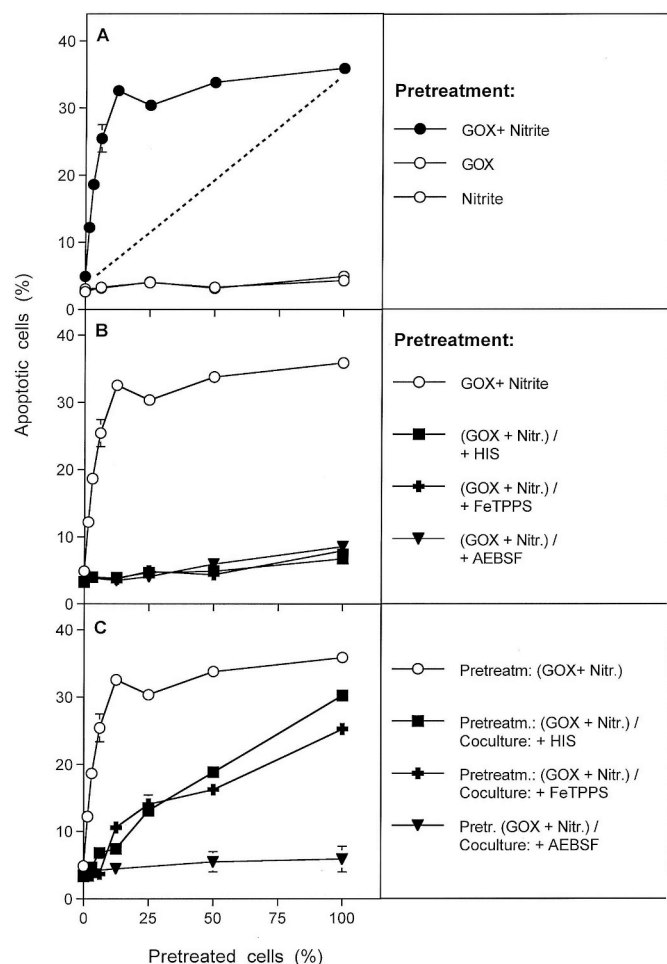 A
40
30
20
10
0
Pretreatment:
GOX+ Nitrite
GOX
Nitrite
Apoptotic cells (%)
B
40
30
20
10
0
Pretreatment:
GOX+ Nitrite
(GOX + Nitr.) /
+ HIS
(GOX + Nitr.) /
+ FeTPPS
(GOX + Nitr.) /
+ AEBSF
C
40
30
20
10
0
0 25 50 75 100
Pretreated cells (%)
Pretreatm: (GOX+ Nitr.)
Pretreatm.: (GOX + Nitr.) /
Coculture: + HIS
Pretreatm.: (GOX + Nitr.) /
Coculture: + FeTPPS
Pretr. (GOX + Nitr.) /
Coculture: + AEBSF